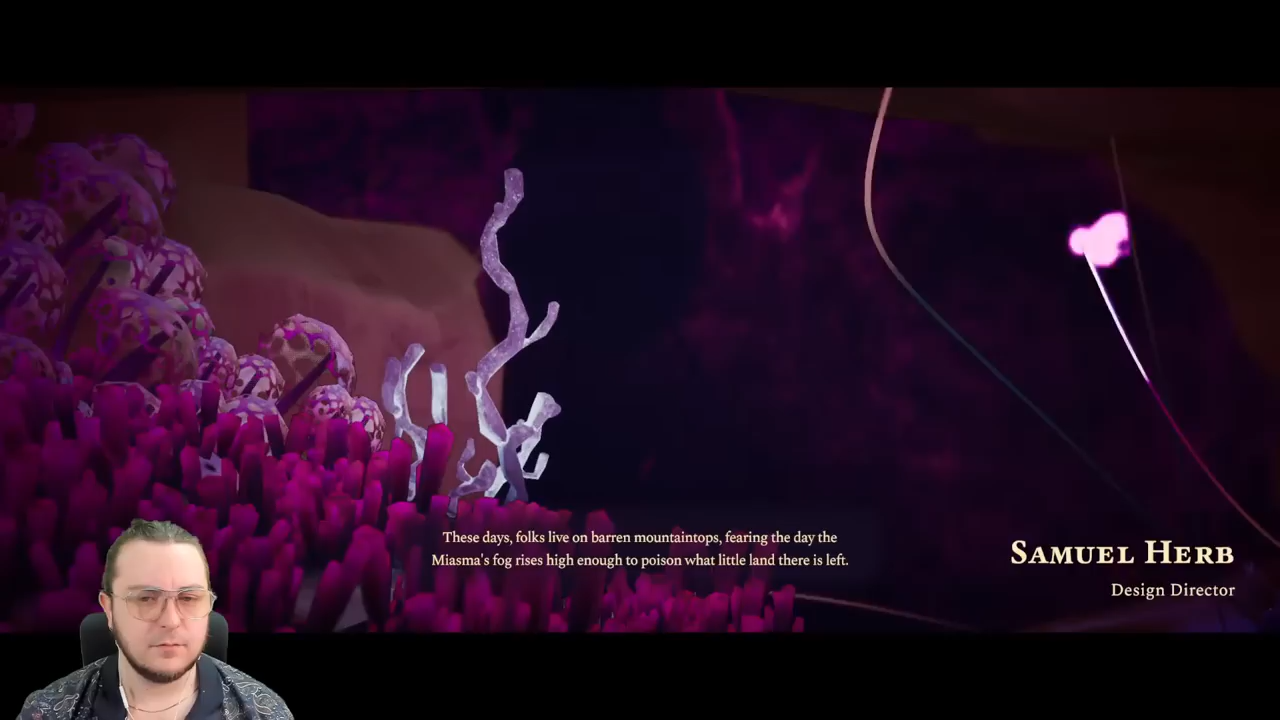 These days, folks live on barren mountaintops, fearing the day the
Miasma's fog rises high enough to poison what little land there is left.
Samuel Herb
Design Director